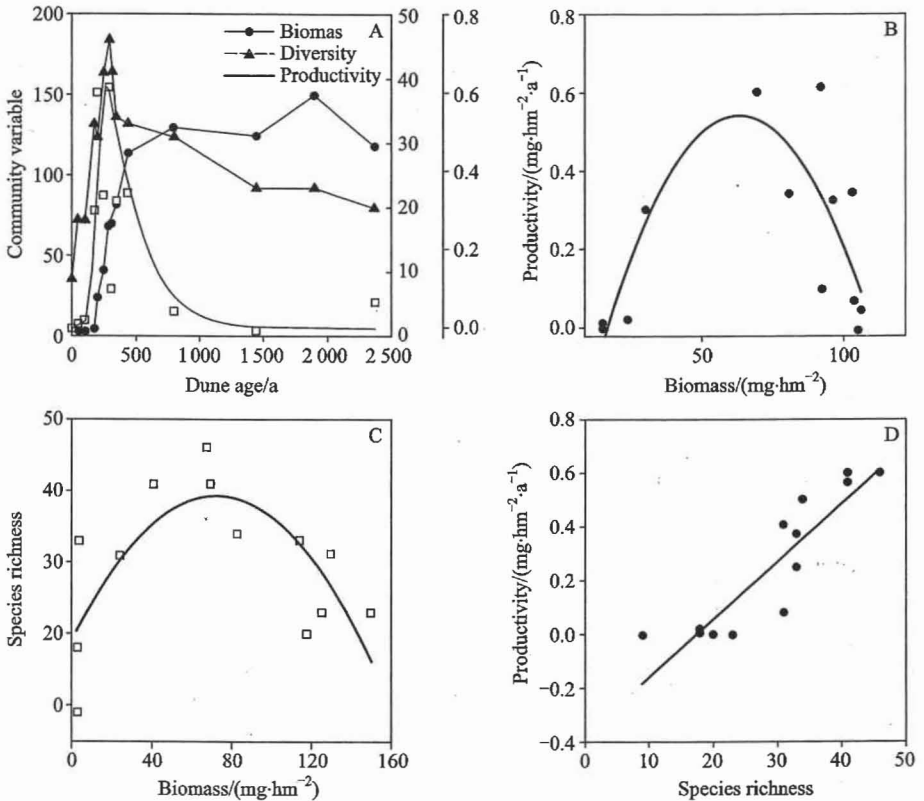 A
Biomas
Diversity
Productivity
200
150
100
50
0
Community variable
50
40
30
20
10
0
0.8
0.6
0.4
0.2
0.0
0 500 1 000 1 500 2 000 2 500
Dune age/a
B
0.8
0.6
0.4
0.2
0.0
Productivity/(mg·hm⁻²·a⁻¹)
50 100
Biomass/(mg·hm⁻²)
C
50
40
30
20
0
Species richness
0 40 80 120 160
Biomass/(mg·hm⁻²)
D
0.8
0.6
0.4
0.2
0.0
−0.2
−0.4
Productivity/(mg·hm⁻²·a⁻¹)
0 10 20 30 40 50
Species richness